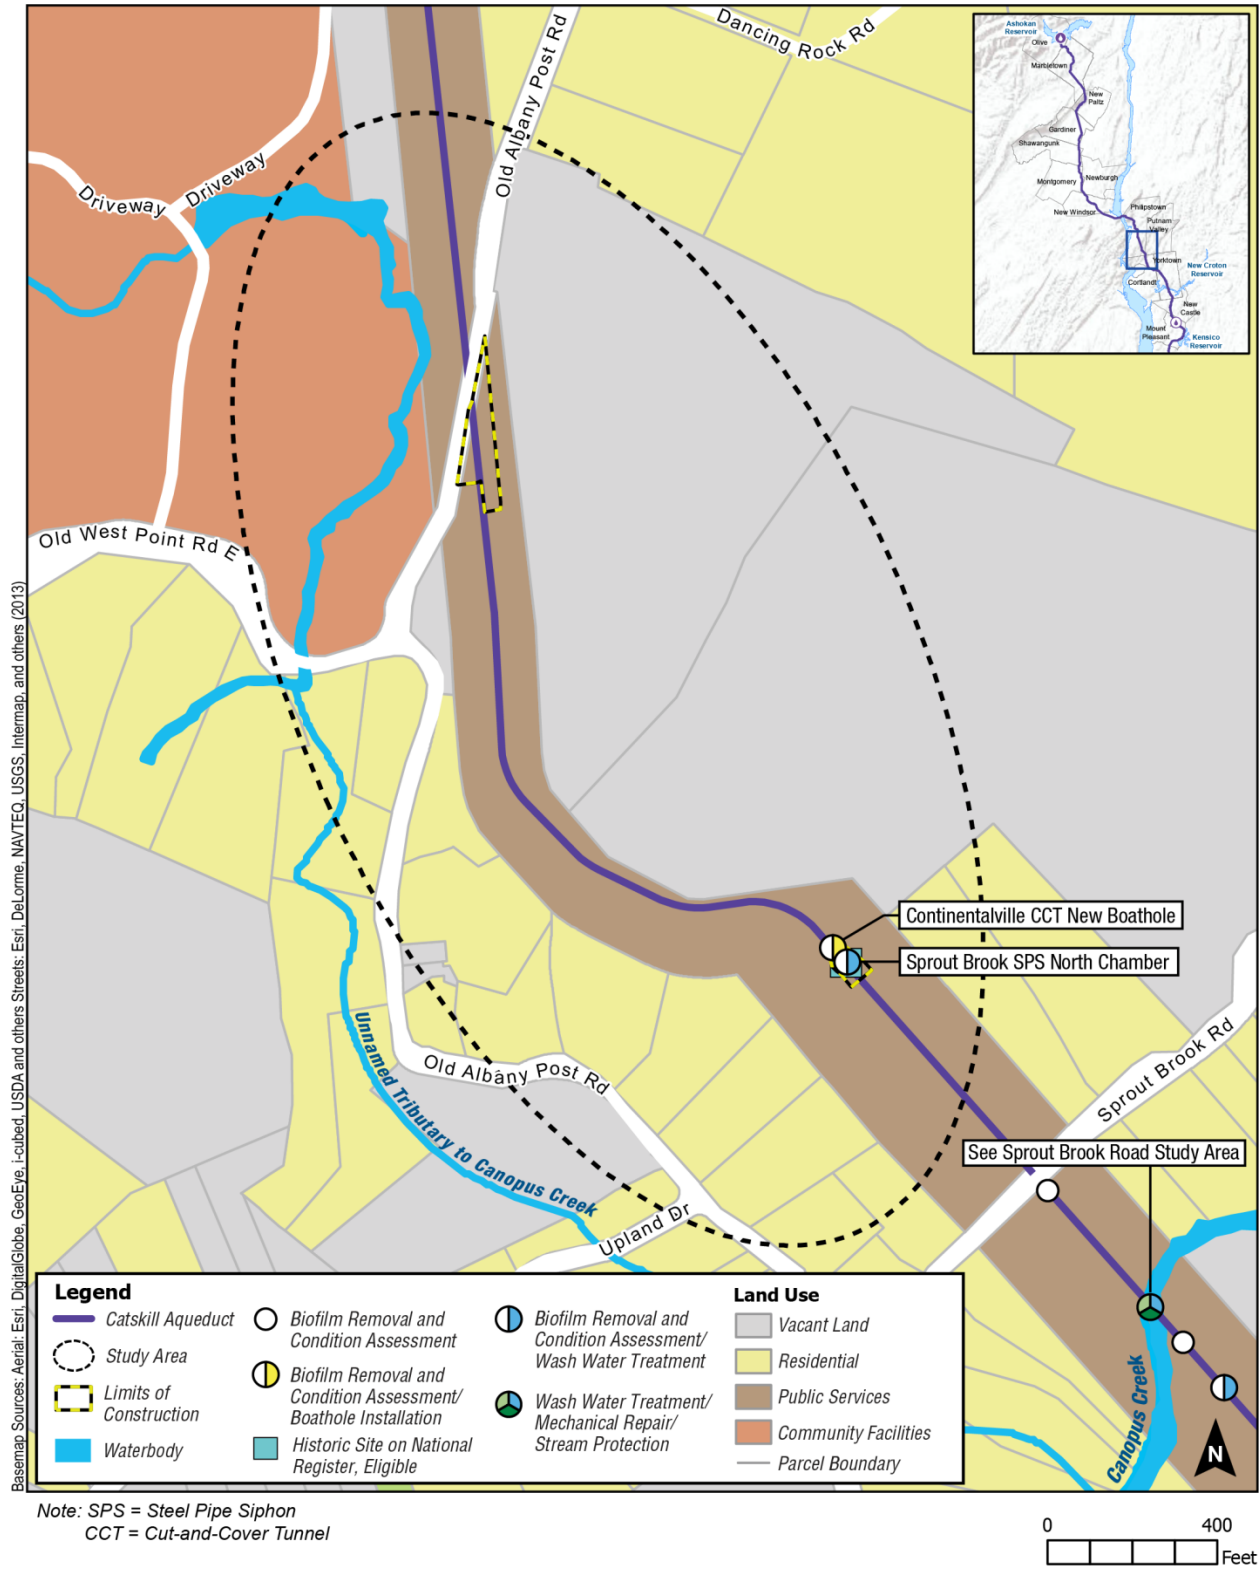 Dancing Rock Rd
Old Albany Post Rd
Driveway
Driveway
Ashokan
Reservoir
Olive
Marbletown
New
Paltz
Gardiner
Shawangunk
Montgomery
Newburgh
New Windsor
Philipstown
Putnam
Valley
Yorktown
Cortlandt
New Croton
Reservoir
New
Castle
Mount
Pleasant
Kensico
Reservoir
Old West Point Rd E
Continentalville CCT New Boathole
Sprout Brook SPS North Chamber
Unnamed Tributary to Canopus Creek
Old Albany Post Rd
Sprout Brook Rd
See Sprout Brook Road Study Area
Upland Dr
Canopus Creek
N
Legend
Catskill Aqueduct
Study Area
Limits of
Construction
Waterbody
Biofilm Removal and
Condition Assessment
Biofilm Removal and
Condition Assessment/
Boathole Installation
Historic Site on National
Register, Eligible
Biofilm Removal and
Condition Assessment/
Wash Water Treatment
Wash Water Treatment/
Mechanical Repair/
Stream Protection
Land Use
Vacant Land
Residential
Public Services
Community Facilities
Parcel Boundary
Basemap Sources: Aerial: Esri, DigitalGlobe, GeoEye, i-cubed, USDA and others Streets: Esri, DeLorme, NAVTEQ, USGS, Intermap, and others (2013)
Note: SPS = Steel Pipe Siphon
CCT = Cut-and-Cover Tunnel
0 400
Feet